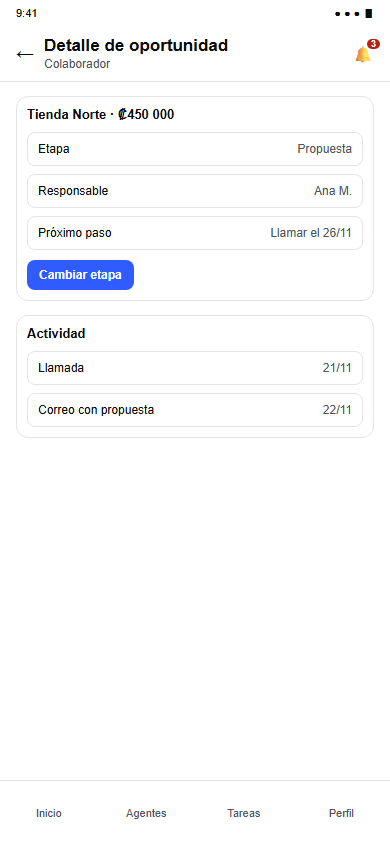 9:41
Detalle de oportunidad
Colaborador
3
Tienda Norte · ₡450 000
Etapa Propuesta
Responsable Ana M.
Próximo paso Llamar el 26/11
Cambiar etapa
Actividad
Llamada 21/11
Correo con propuesta 22/11
Inicio Agentes Tareas Perfil